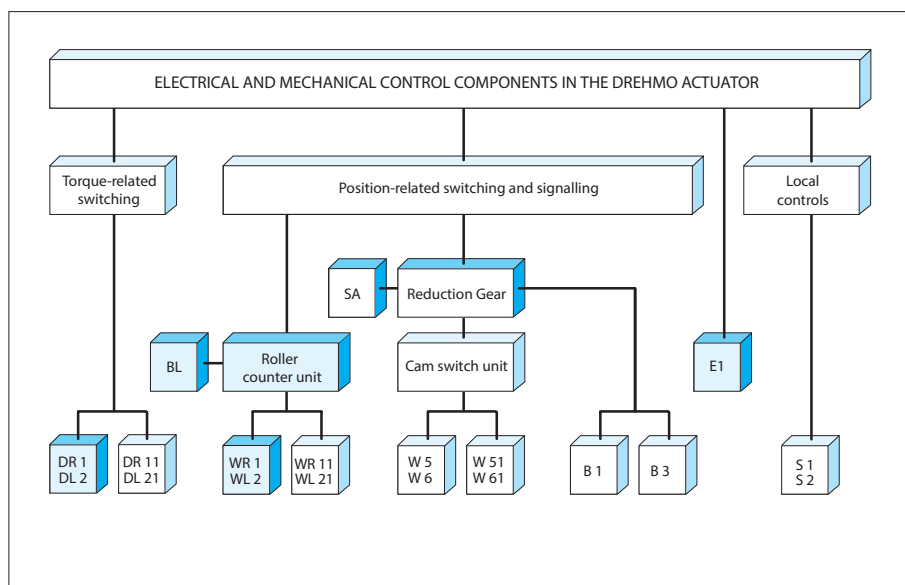 ELECTRICAL AND MECHANICAL CONTROL COMPONENTS IN THE DREHMO ACTUATOR
Torque-related
switching
Position-related switching and signalling
Local
controls
SA
Reduction Gear
BL
Roller
counter unit
Cam switch unit
E1
DR 1
DL 2
DR 11
DL 21
WR 1
WL 2
WR 11
WL 21
W 5
W 6
W 51
W 61
B 1
B 3
S 1
S 2